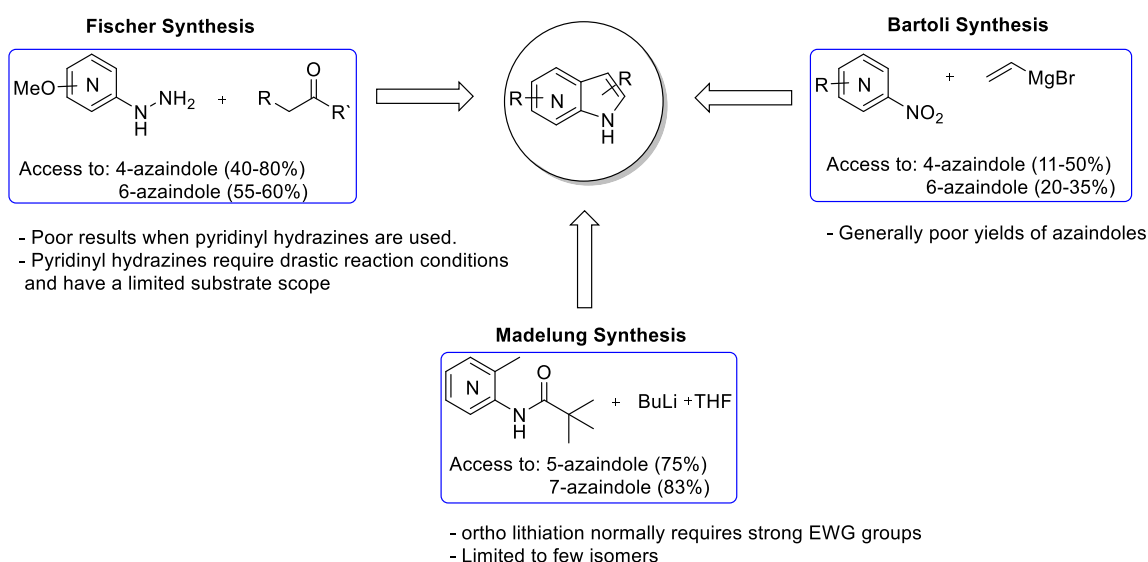 Fischer Synthesis
MeO
N
N
H
NH2
+
R
O
R`
Access to: 4-azaindole (40-80%)
6-azaindole (55-60%)
- Poor results when pyridinyl hydrazines are used.
- Pyridinyl hydrazines require drastic reaction conditions
and have a limited substrate scope
R
N
R
N
H
Bartoli Synthesis
R
N
NO2
+
MgBr
Access to: 4-azaindole (11-50%)
6-azaindole (20-35%)
- Generally poor yields of azaindoles
Madelung Synthesis
N
N
H
O
+ BuLi +THF
Access to: 5-azaindole (75%)
7-azaindole (83%)
- ortho lithiation normally requires strong EWG groups
- Limited to few isomers